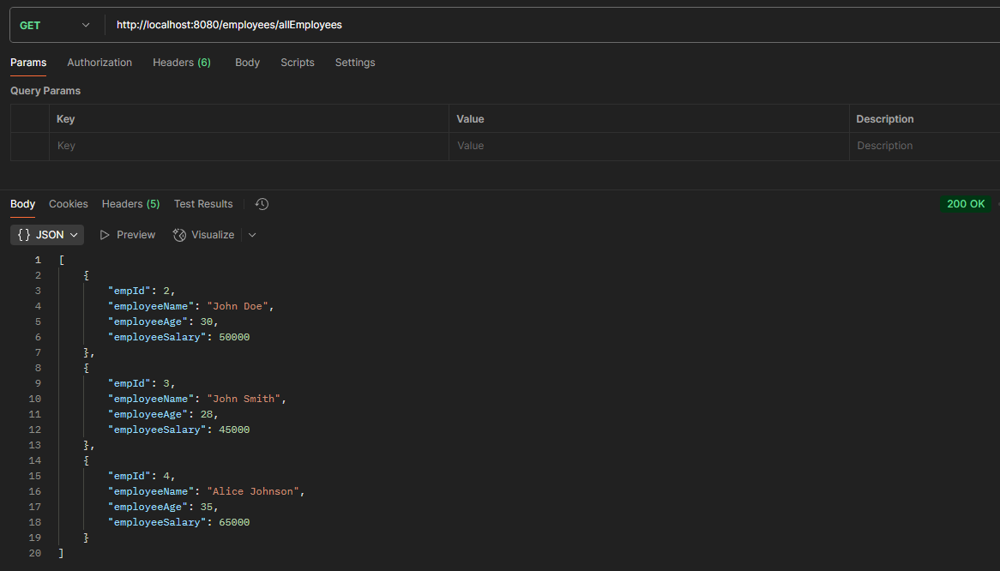 GET http://localhost:8080/employees/allEmployees
Params Authorization Headers (6) Body Scripts Settings
Query Params
Key Value Description
Key Value Description
Body Cookies Headers (5) Test Results 200 OK
{ } JSON Preview Visualize
1 [
2 {
3 "empId": 2,
4 "employeeName": "John Doe",
5 "employeeAge": 30,
6 "employeeSalary": 50000
7 },
8 {
9 "empId": 3,
10 "employeeName": "John Smith",
11 "employeeAge": 28,
12 "employeeSalary": 45000
13 },
14 {
15 "empId": 4,
16 "employeeName": "Alice Johnson",
17 "employeeAge": 35,
18 "employeeSalary": 65000
19 }
20 ]